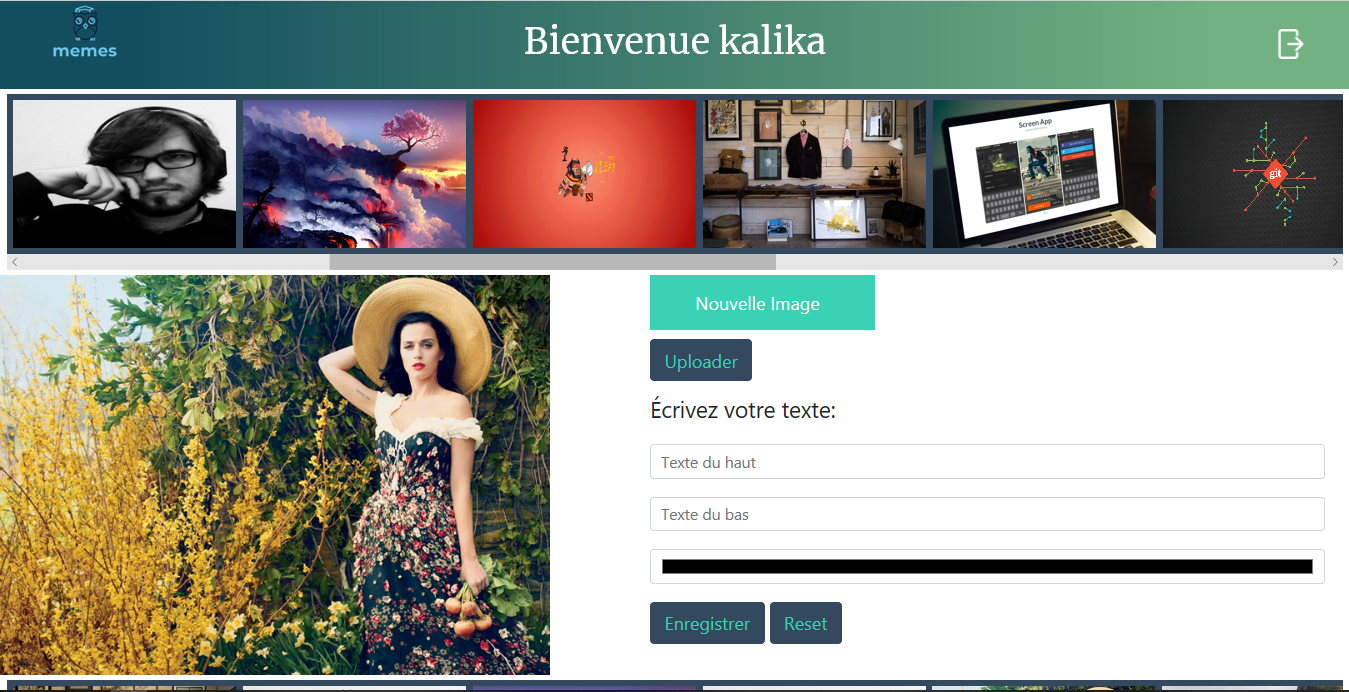 memes
Bienvenue kalika
Screen App
git
Nouvelle Image
Uploader
Écrivez votre texte:
Texte du haut
Texte du bas
Enregistrer
Reset